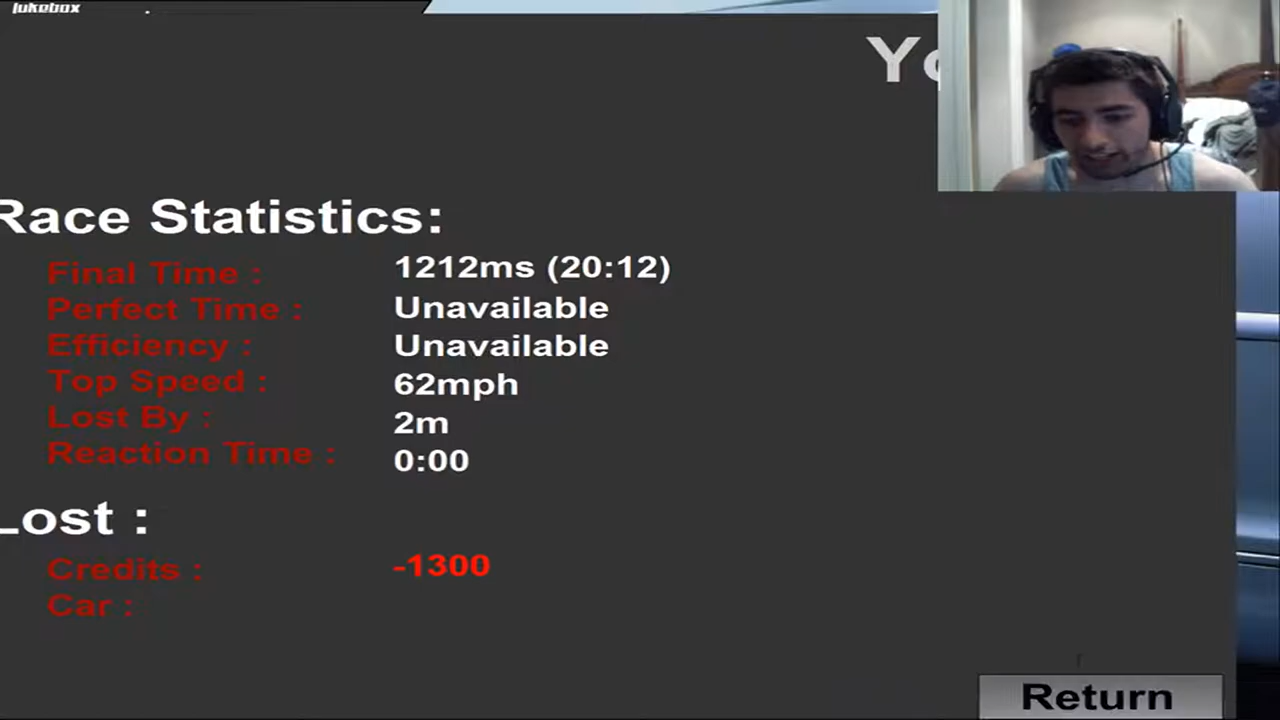 jukebox
Race Statistics:
Final Time : 1212ms (20:12)
Perfect Time : Unavailable
Efficiency : Unavailable
Top Speed : 62mph
Lost By : 2m
Reaction Time : 0:00
Lost :
Credits : -1300
Car :
Return